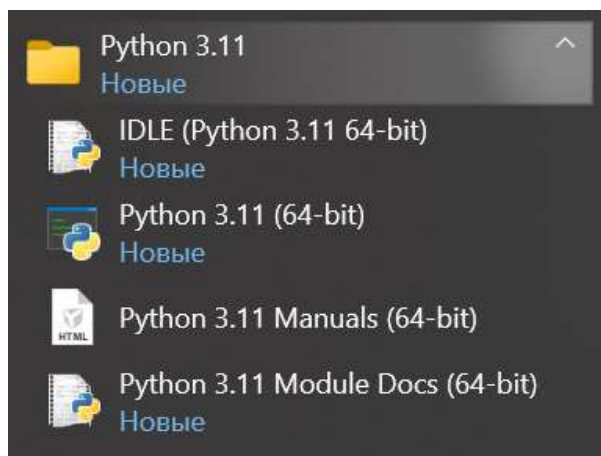 Python 3.11
Новые
IDLE (Python 3.11 64-bit)
Новые
Python 3.11 (64-bit)
Новые
HTML
Python 3.11 Manuals (64-bit)
Python 3.11 Module Docs (64-bit)
Новые